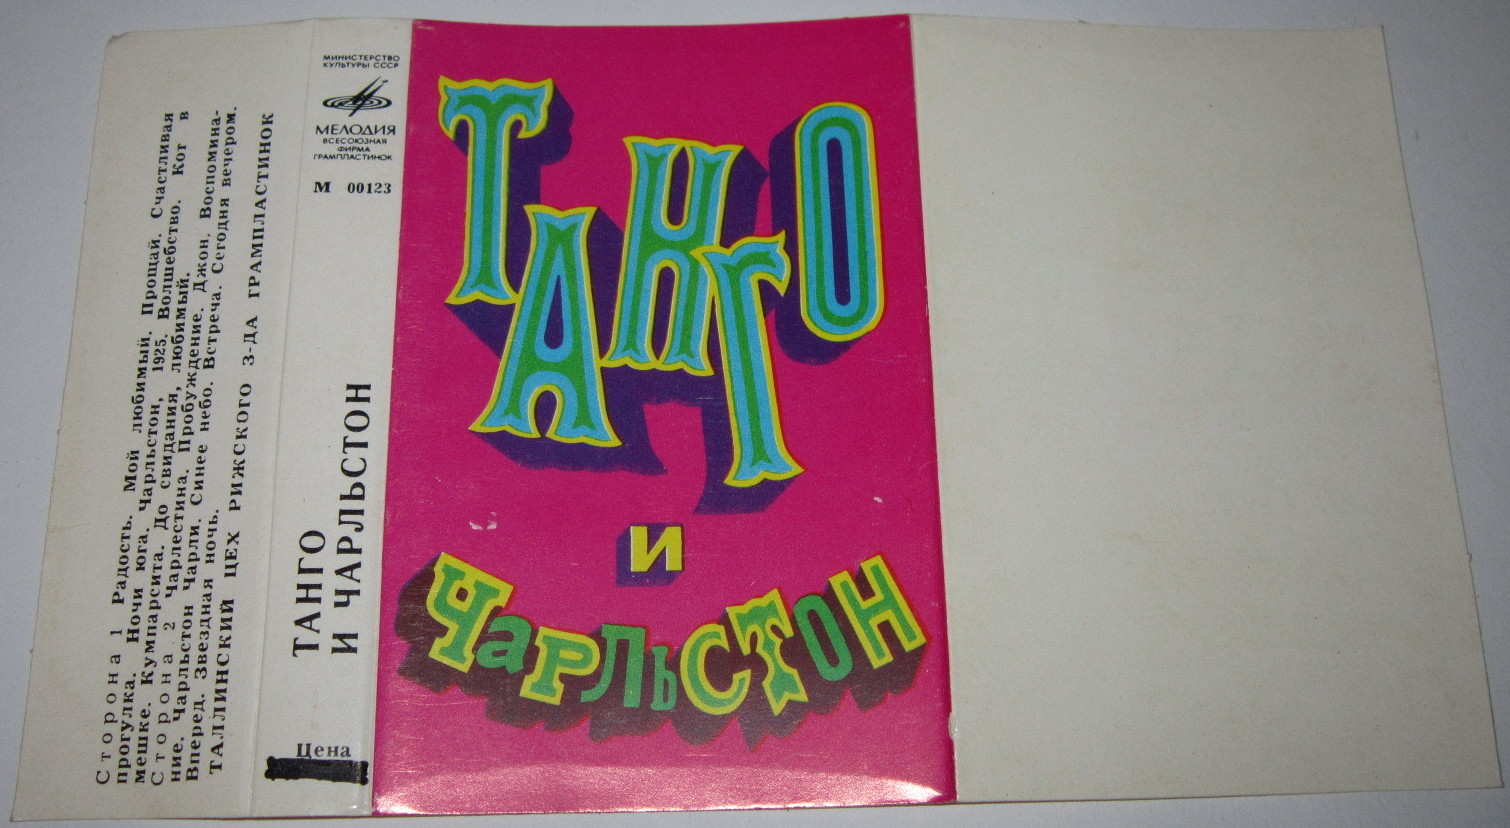 Сторона 1 Радость. Мой любимый. Прощай. Счастливая
прогулка. Ночи юга. Чарльстон, 1925. Волшебство. Кот в
мешке. Кумпарсита. До свидания, любимый.
Сторона 2 Чарлестина. Пробуждение. Джон. Воспомина-
ние. Чарльстон Чарли. Синее небо. Встреча. Сегодня вечером.
Вперед. Звездная ночь.
ТАЛЛИНСКИЙ ЦЕХ РИЖСКОГО З-ДА ГРАМПЛАСТИНОК
МИНИСТЕРСТВО
КУЛЬТУРЫ СССР
МЕЛОДИЯ
ВСЕСОЮЗНАЯ
ФИРМА
ГРАМПЛАСТИНОК
М 00123
ТАНГО
И ЧАРЛЬСТОН
Цена
ТАНГО
и
Чарльстон